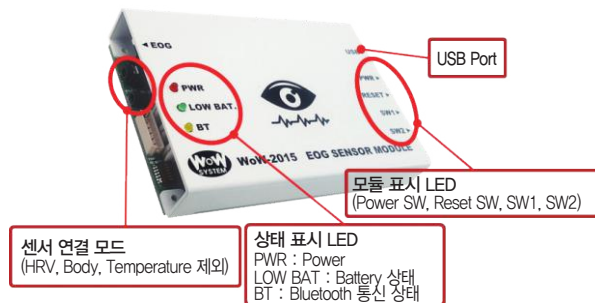 ◄ EOG
USB
USB Port
PWR
LOW BAT.
BT
PWR ►
RESET ►
SW1 ►
SW2 ►
WOW
SYSTEM
WoW-2015 EOG SENSOR MODULE
모듈 표시 LED
(Power SW, Reset SW, SW1, SW2)
센서 연결 모드
(HRV, Body, Temperature 제외)
상태 표시 LED
PWR : Power
LOW BAT : Battery 상태
BT : Bluetooth 통신 상태